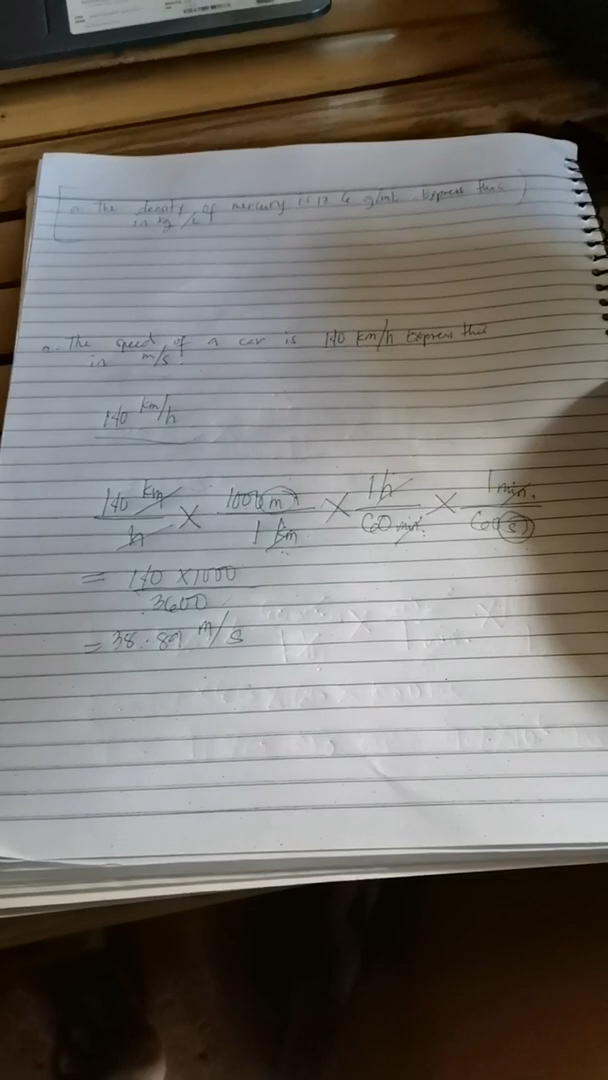 The density of mercury is 13.6 g/mL. Express this
in kg/L
The speed of a car is 140 km/h Express this
in m/s.
140 km/h
140 km/h × 1000 m/1 km × 1 h/60 min × 1 min./60 s
= 140 × 1000/3600
= 38.89 m/s